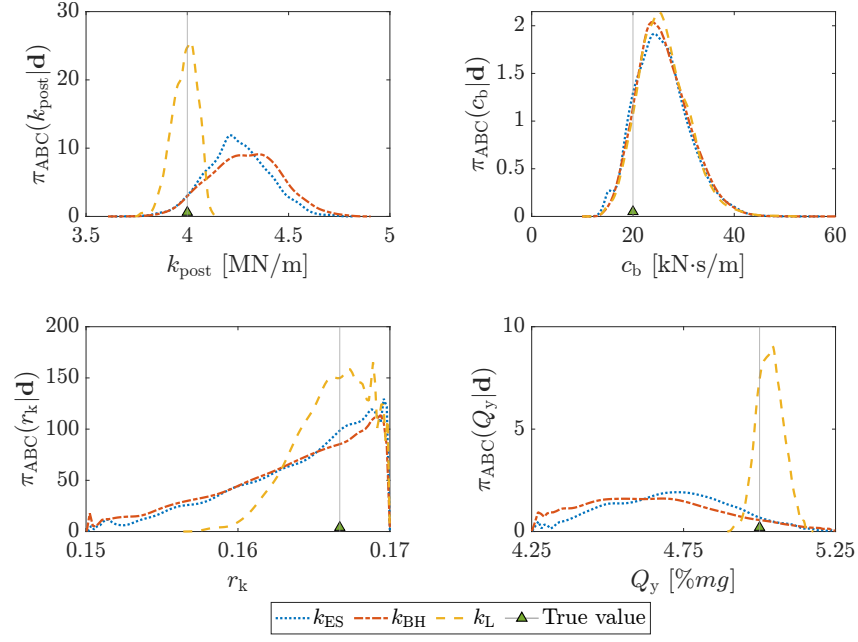 30
20
10
0
3.5 4 4.5 5
π_ABC(k_post|d)
k_post [MN/m]
2
1.5
1
0.5
0
0 20 40 60
π_ABC(c_b|d)
c_b [kN·s/m]
200
150
100
50
0
0.15 0.16 0.17
π_ABC(r_k|d)
r_k
10
5
0
4.25 4.75 5.25
π_ABC(Q_y|d)
Q_y [%mg]
k_ES k_BH k_L True value